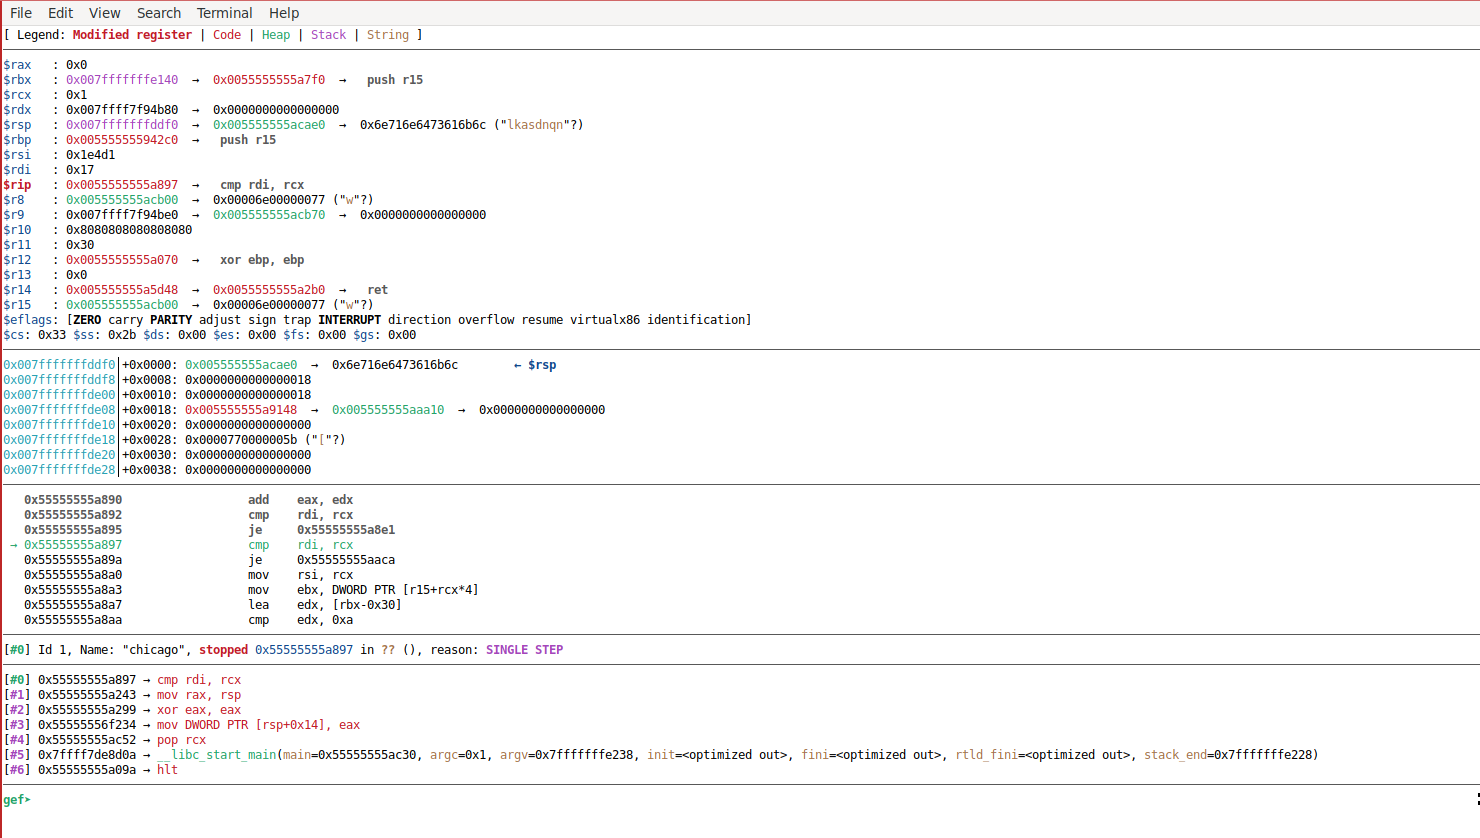 File Edit View Search Terminal Help
[ Legend: Modified register | Code | Heap | Stack | String ]
$rax   : 0x0
$rbx   : 0x007fffffffe140  →  0x0055555555a7f0  →   push r15
$rcx   : 0x1
$rdx   : 0x007ffff7f94b80  →  0x0000000000000000
$rsp   : 0x007fffffffddf0  →  0x005555555acae0  →  0x6e716e6473616b6c ("lkasdnqn"?)
$rbp   : 0x005555555942c0  →   push r15
$rsi   : 0x1e4d1
$rdi   : 0x17
$rip   : 0x0055555555a897  →   cmp rdi, rcx
$r8    : 0x005555555acb00  →  0x00006e00000077 ("w"?)
$r9    : 0x007ffff7f94be0  →  0x005555555acb70  →  0x0000000000000000
$r10   : 0x8080808080808080
$r11   : 0x30
$r12   : 0x0055555555a070  →   xor ebp, ebp
$r13   : 0x0
$r14   : 0x005555555a5d48  →  0x0055555555a2b0  →   ret
$r15   : 0x005555555acb00  →  0x00006e00000077 ("w"?)
$eflags: [ZERO carry PARITY adjust sign trap INTERRUPT direction overflow resume virtualx86 identification]
$cs: 0x33 $ss: 0x2b $ds: 0x00 $es: 0x00 $fs: 0x00 $gs: 0x00
0x007fffffffddf0│+0x0000: 0x005555555acae0  →  0x6e716e6473616b6c        ← $rsp
0x007fffffffddf8│+0x0008: 0x0000000000000018
0x007fffffffde00│+0x0010: 0x0000000000000018
0x007fffffffde08│+0x0018: 0x005555555a9148  →  0x005555555aaa10  →  0x0000000000000000
0x007fffffffde10│+0x0020: 0x0000000000000000
0x007fffffffde18│+0x0028: 0x0000770000005b ("["?)
0x007fffffffde20│+0x0030: 0x0000000000000000
0x007fffffffde28│+0x0038: 0x0000000000000000
0x55555555a890                  add    eax, edx
0x55555555a892                  cmp    rdi, rcx
0x55555555a895                  je     0x55555555a8e1
→ 0x55555555a897                  cmp    rdi, rcx
0x55555555a89a                  je     0x55555555aaca
0x55555555a8a0                  mov    rsi, rcx
0x55555555a8a3                  mov    ebx, DWORD PTR [r15+rcx*4]
0x55555555a8a7                  lea    edx, [rbx-0x30]
0x55555555a8aa                  cmp    edx, 0xa
[#0] Id 1, Name: "chicago", stopped 0x55555555a897 in ?? (), reason: SINGLE STEP
[#0] 0x55555555a897 → cmp rdi, rcx
[#1] 0x55555555a243 → mov rax, rsp
[#2] 0x55555555a299 → xor eax, eax
[#3] 0x55555556f234 → mov DWORD PTR [rsp+0x14], eax
[#4] 0x55555555ac52 → pop rcx
[#5] 0x7ffff7de8d0a → __libc_start_main(main=0x55555555ac30, argc=0x1, argv=0x7fffffffe238, init=<optimized out>, fini=<optimized out>, rtld_fini=<optimized out>, stack_end=0x7fffffffe228)
[#6] 0x55555555a09a → hlt
gef➤